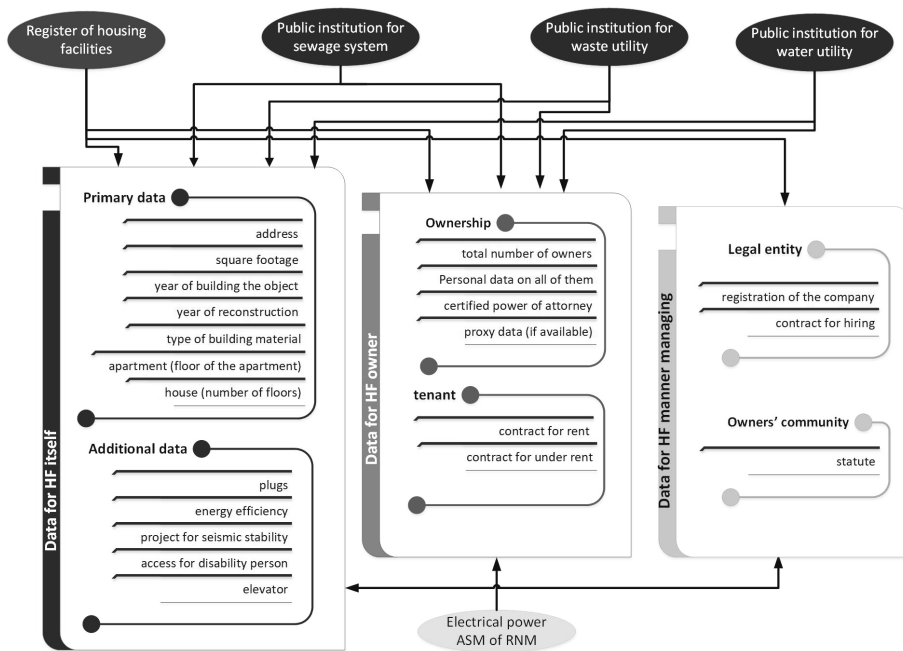 Register of housing
facilities
Public institution for
sewage system
Public institution for
waste utility
Public institution for
water utility
Data for HF itself
Primary data
address
square footage
year of building the object
year of reconstruction
type of building material
apartment (floor of the apartment)
house (number of floors)
Additional data
plugs
energy efficiency
project for seismic stability
access for disability person
elevator
Data for HF owner
Ownership
total number of owners
Personal data on all of them
certified power of attorney
proxy data (if available)
tenant
contract for rent
contract for under rent
Data for HF manner managing
Legal entity
registration of the company
contract for hiring
Owners' community
statute
Electrical power
ASM of RNM